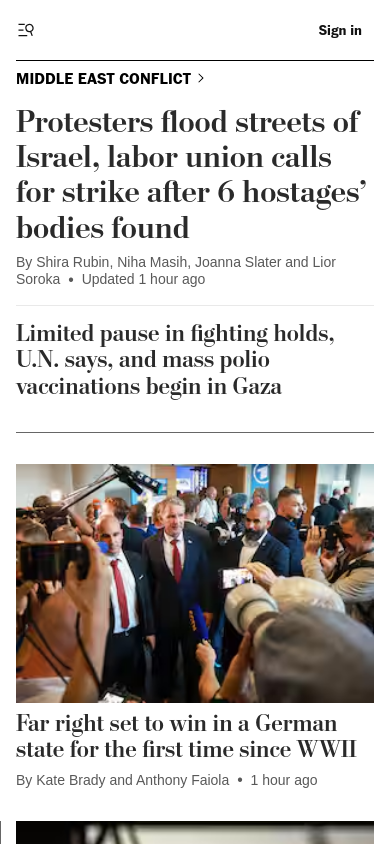 Sign in
MIDDLE EAST CONFLICT
Protesters flood streets of
Israel, labor union calls
for strike after 6 hostages’
bodies found
By Shira Rubin, Niha Masih, Joanna Slater and Lior
Soroka • Updated 1 hour ago
Limited pause in fighting holds,
U.N. says, and mass polio
vaccinations begin in Gaza
Far right set to win in a German
state for the first time since WWII
By Kate Brady and Anthony Faiola • 1 hour ago